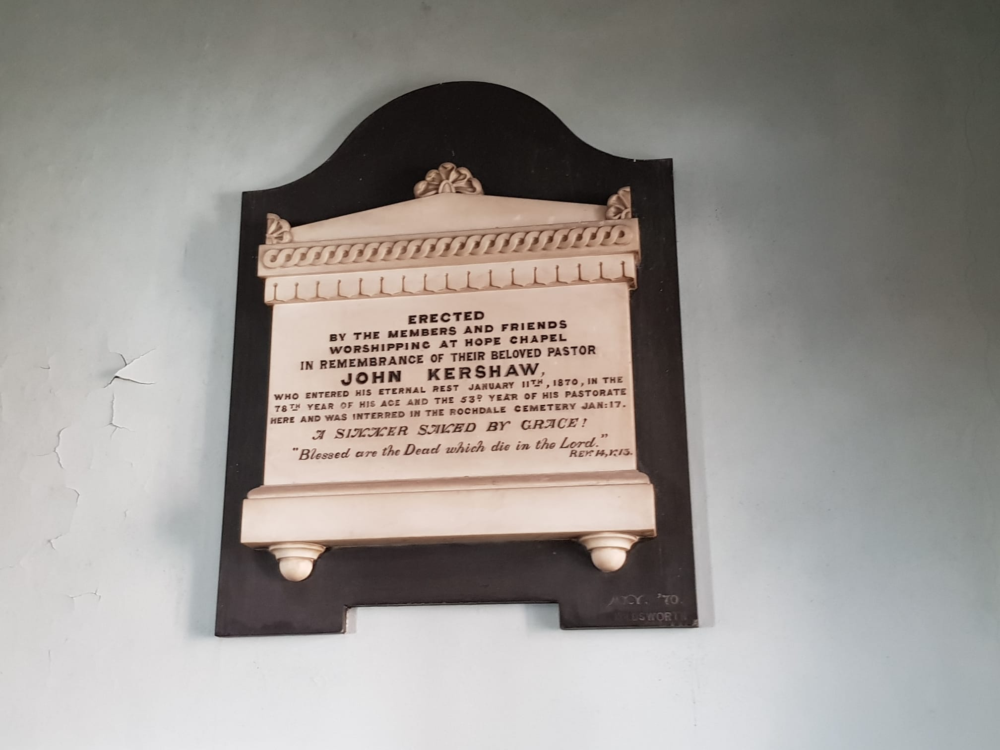 ERECTED
BY THE MEMBERS AND FRIENDS
WORSHIPPING AT HOPE CHAPEL
IN REMEMBRANCE OF THEIR BELOVED PASTOR
JOHN KERSHAW,
WHO ENTERED HIS ETERNAL REST JANUARY 11TH, 1870, IN THE
78TH YEAR OF HIS AGE AND THE 53D YEAR OF HIS PASTORATE
HERE AND WAS INTERRED IN THE ROCHDALE CEMETERY JAN:17.
A SINNER SAVED BY GRACE!
"Blessed are the Dead which die in the Lord."
REV: 14, V. 13.
'70.